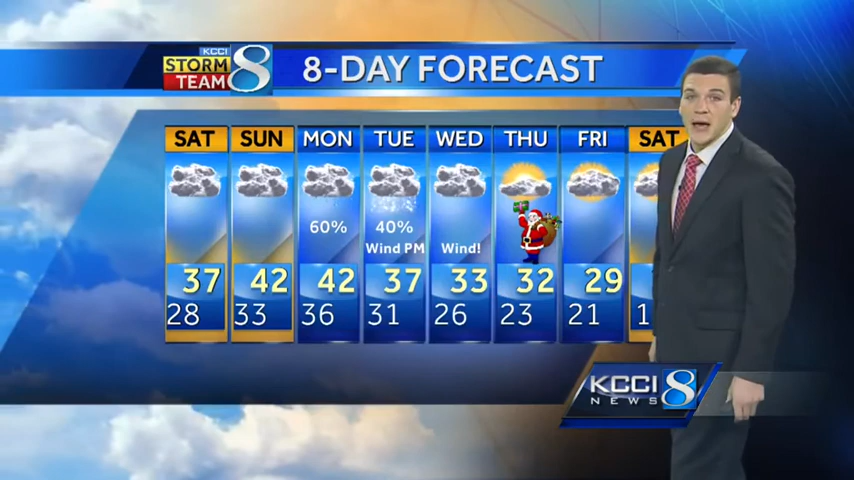 KCCI
STORM
TEAM 8
8-DAY FORECAST
SAT SUN MON TUE WED THU FRI SAT
60% 40%
Wind PM Wind!
37 42 42 37 33 32 29
28 33 36 31 26 23 21 1
KCCI 8
NEWS